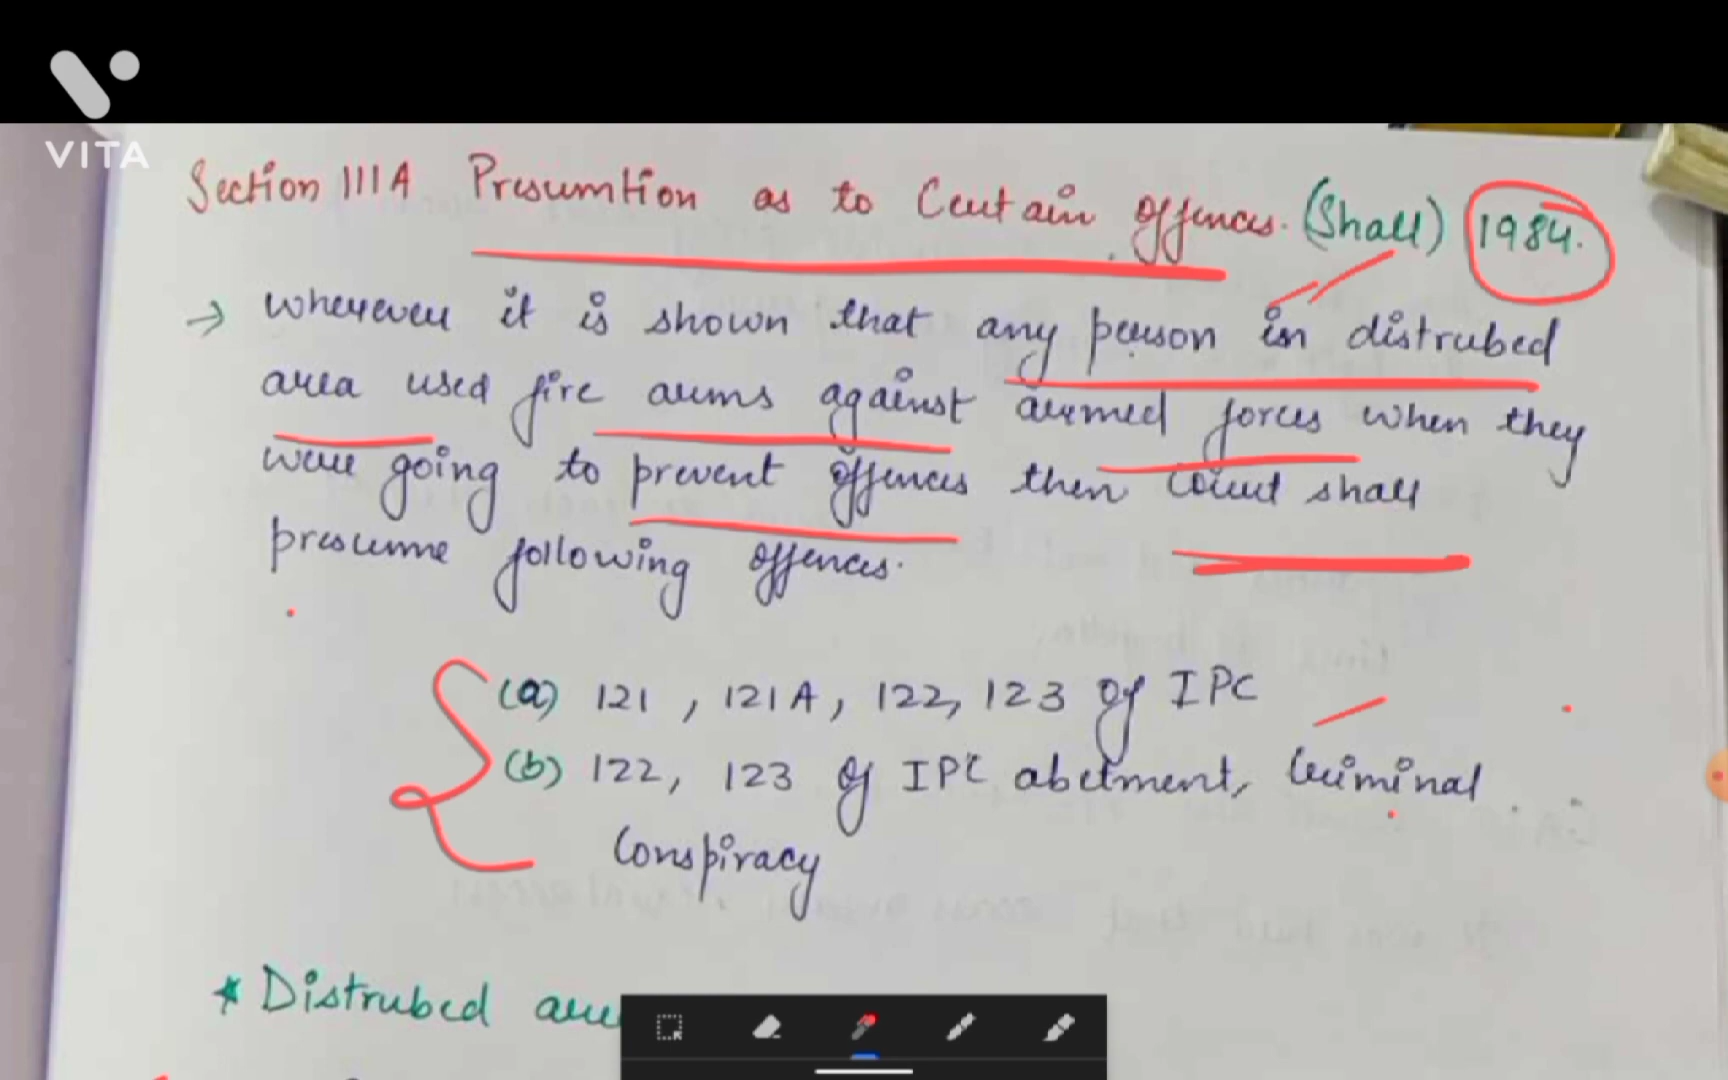 VITA
Section 111A Presumtion as to Certain offences. (Shall) 1984.
→ wherever it is shown that any person in distrubed
area used fire arms against armed forces when they
were going to prevent offences then court shall
presume following offences.
(a) 121, 121A, 122, 123 of IPC
(b) 122, 123 of IPC abetment, Criminal
Conspiracy
* Distrubed